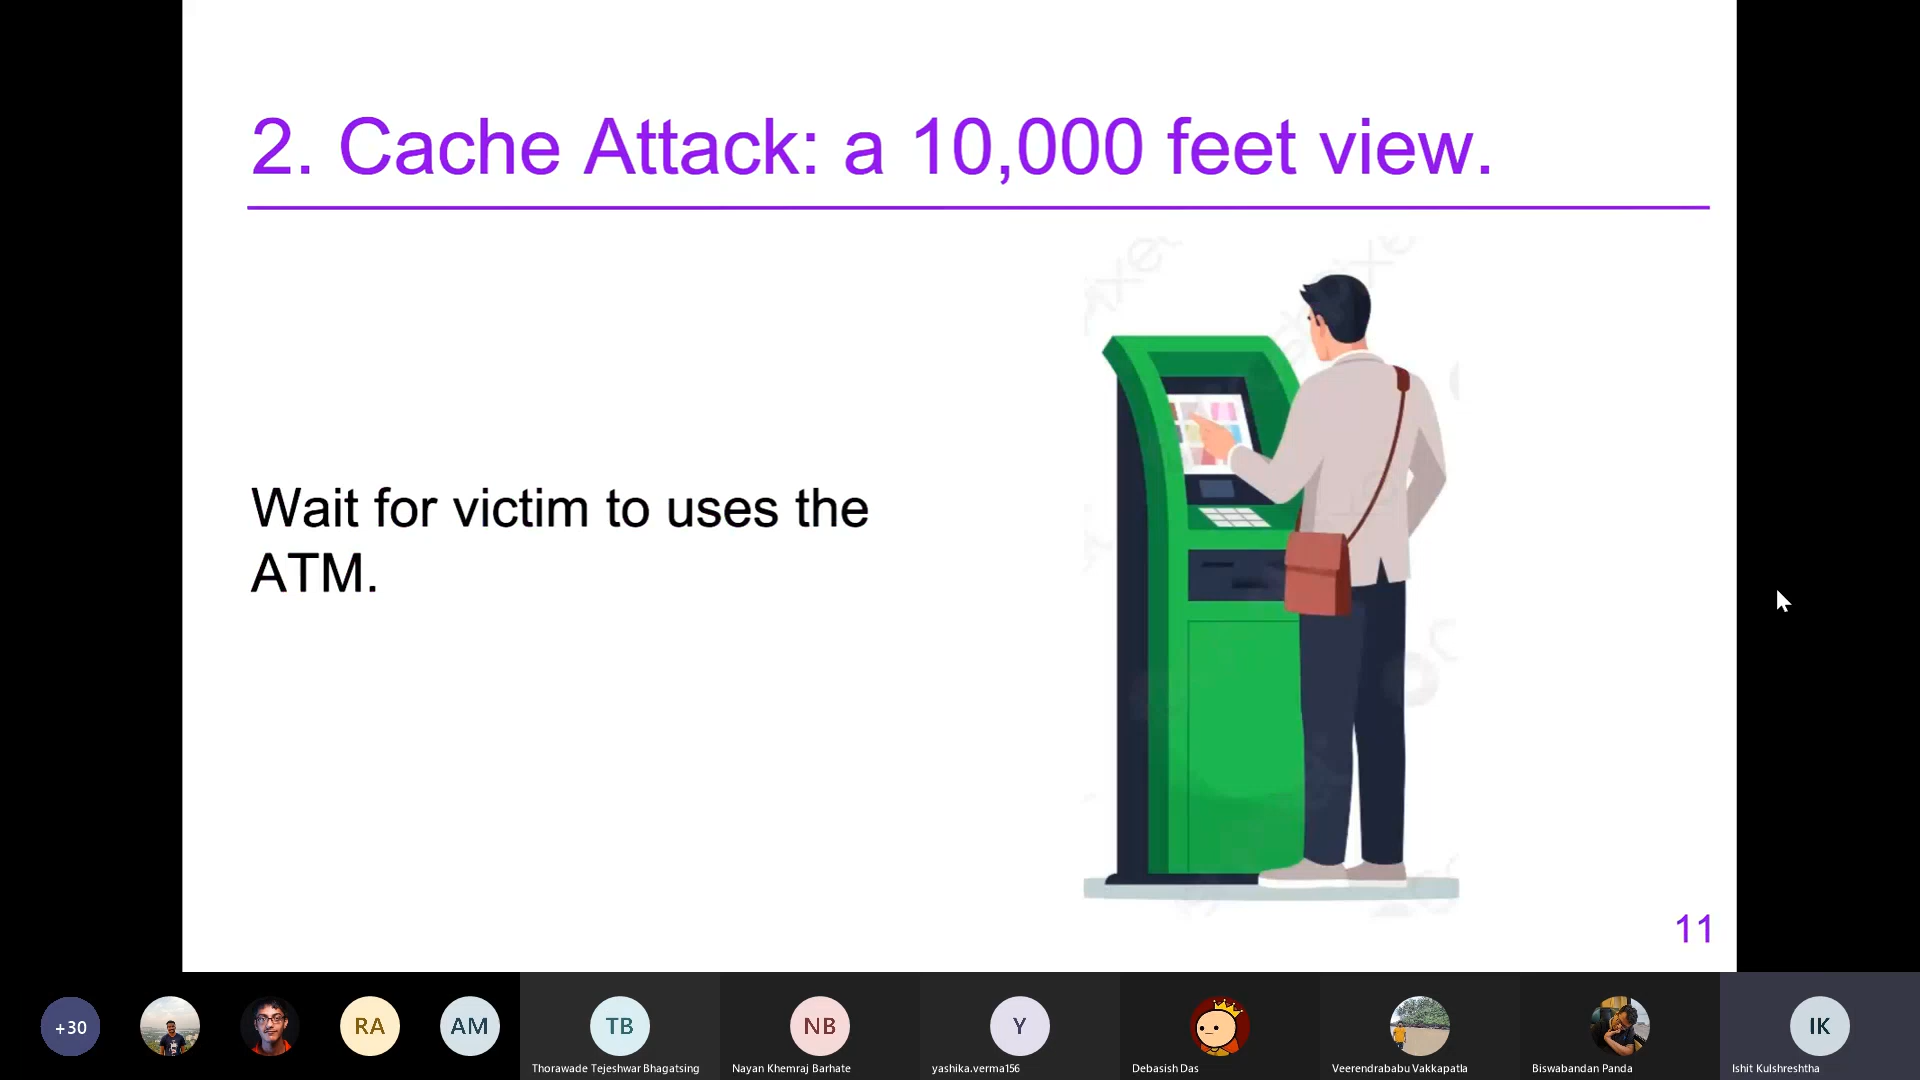 2. Cache Attack: a 10,000 feet view.
Wait for victim to uses the
ATM.
11
+30
RA
AM
TB
NB
Y
IK
Thorawade Tejeshwar Bhagatsing
Nayan Khemraj Barhate
yashika.verma156
Debasish Das
Veerendrababu Vakkapatla
Biswabandan Panda
Ishit Kulshreshtha